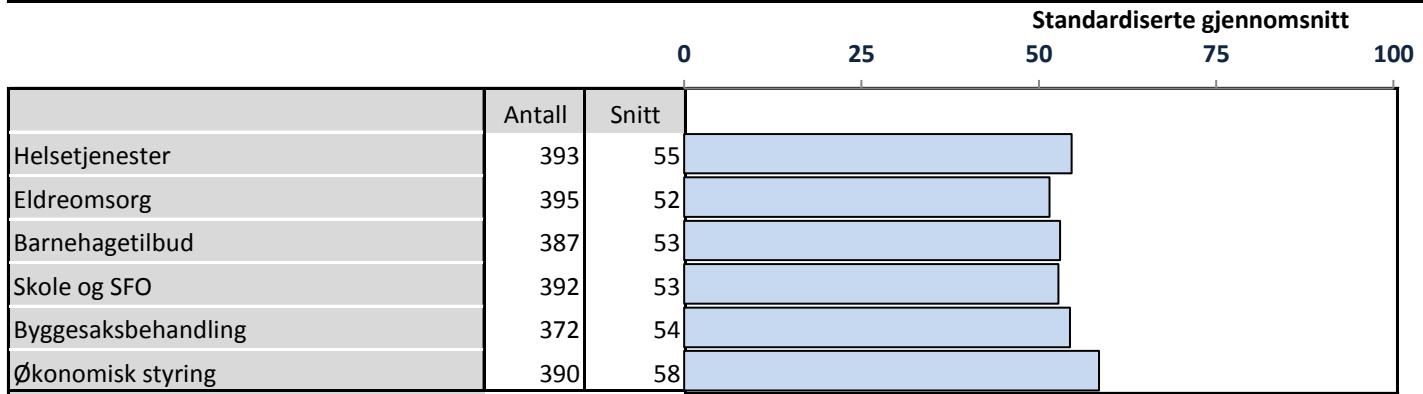 Standardiserte gjennomsnitt
0 25 50 75 100
Antall Snitt
Helsetjenester 393 55
Eldreomsorg 395 52
Barnehagetilbud 387 53
Skole og SFO 392 53
Byggesaksbehandling 372 54
Økonomisk styring 390 58